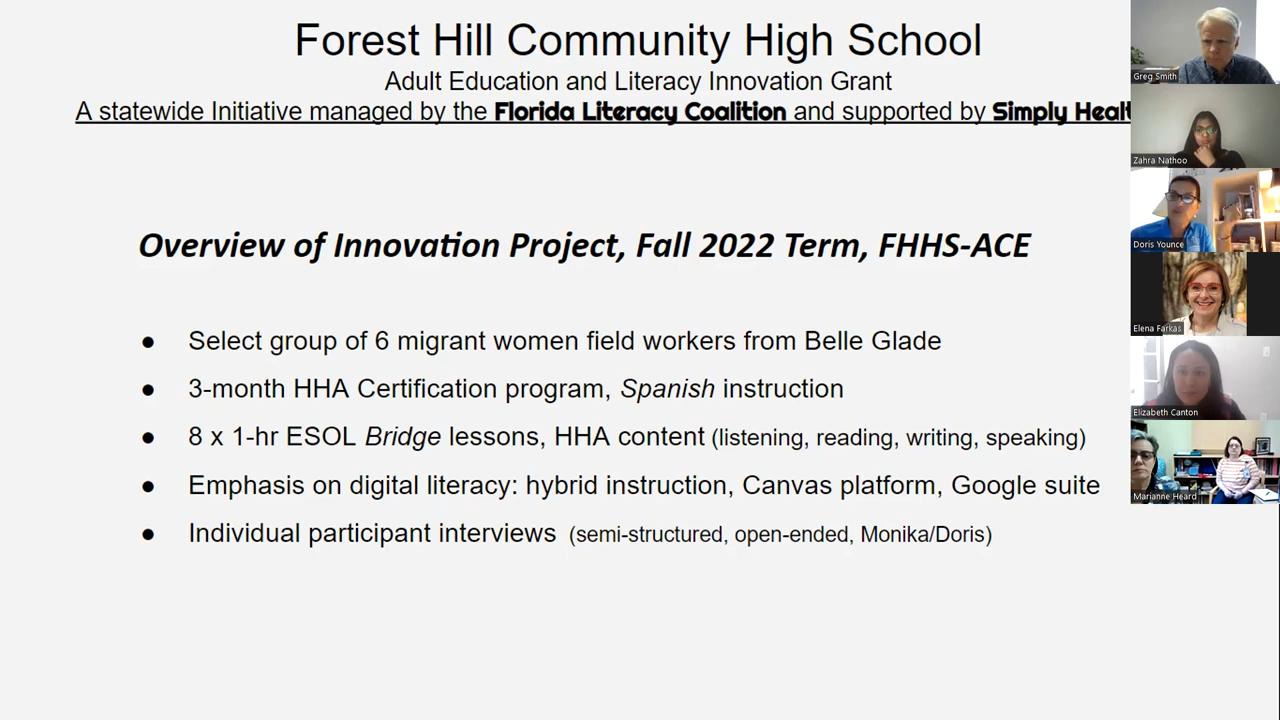 Forest Hill Community High School
Adult Education and Literacy Innovation Grant
A statewide Initiative managed by the Florida Literacy Coalition and supported by Simply
Overview of Innovation Project, Fall 2022 Term, FHHS-ACE
● Select group of 6 migrant women field workers from Belle Glade
● 3-month HHA Certification program, Spanish instruction
● 8 x 1-hr ESOL Bridge lessons, HHA content (listening, reading, writing, speaking)
● Emphasis on digital literacy: hybrid instruction, Canvas platform, Google suite
● Individual participant interviews (semi-structured, open-ended, Monika/Doris)
Greg Smith
Zahra Nathoo
Doris Younce
Elena Farkas
Elizabeth Canton
Marianne Heard